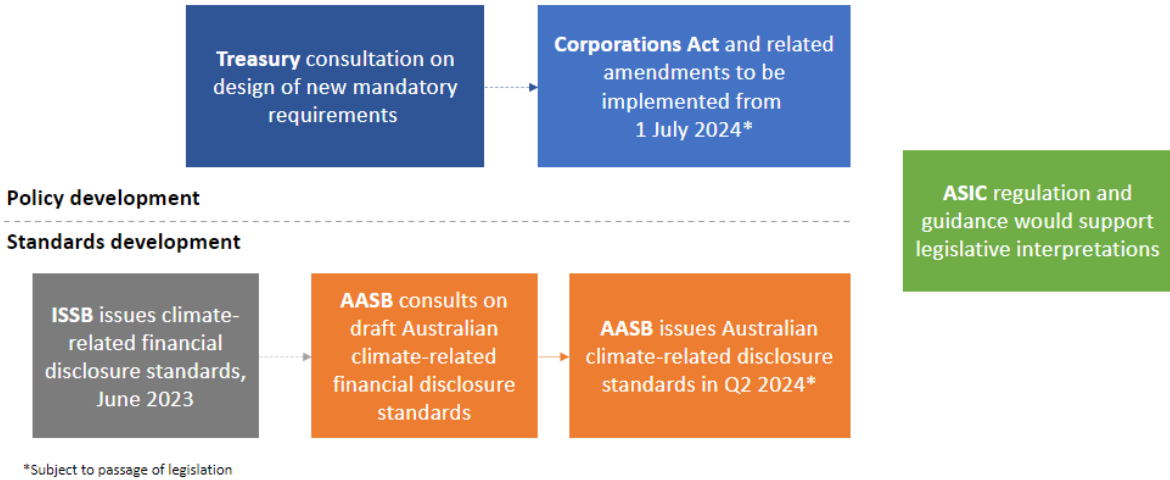 Treasury consultation on
design of new mandatory
requirements
Corporations Act and related
amendments to be
implemented from
1 July 2024*
Policy development
ASIC regulation and
guidance would support
legislative interpretations
Standards development
ISSB issues climate-
related financial
disclosure standards,
June 2023
AASB consults on
draft Australian
climate-related
financial disclosure
standards
AASB issues Australian
climate-related disclosure
standards in Q2 2024*
*Subject to passage of legislation